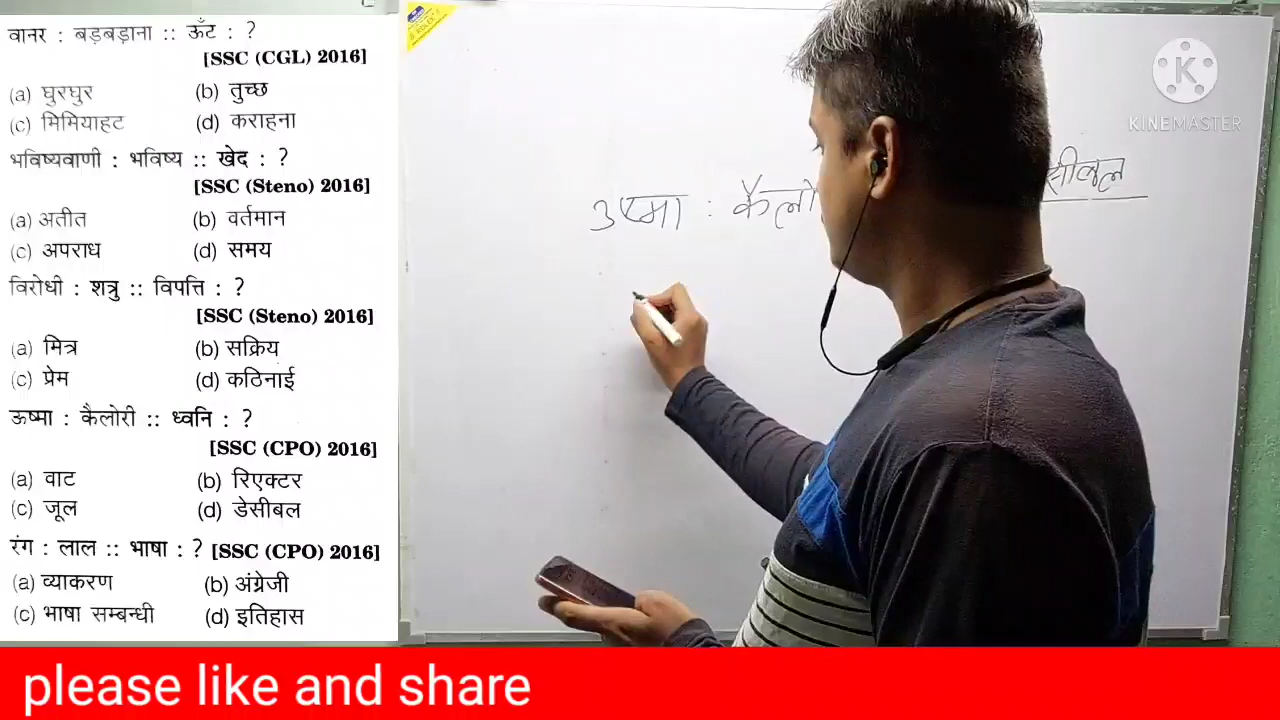 वानर : बड़बड़ाना :: ऊँट : ?
[SSC (CGL) 2016]
(a) घुरघुर (b) तुच्छ
(c) मिमियाहट (d) कराहना
भविष्यवाणी : भविष्य :: खेद : ?
[SSC (Steno) 2016]
(a) अतीत (b) वर्तमान
(c) अपराध (d) समय
विरोधी : शत्रु :: विपत्ति : ?
[SSC (Steno) 2016]
(a) मित्र (b) सक्रिय
(c) प्रेम (d) कठिनाई
ऊष्मा : कैलोरी :: ध्वनि : ?
[SSC (CPO) 2016]
(a) वाट (b) रिएक्टर
(c) जूल (d) डेसीबल
रंग : लाल :: भाषा : ? [SSC (CPO) 2016]
(a) व्याकरण (b) अंग्रेजी
(c) भाषा सम्बन्धी (d) इतिहास
उष्मा : कैलो
सीबल
KINEMASTER
please like and share